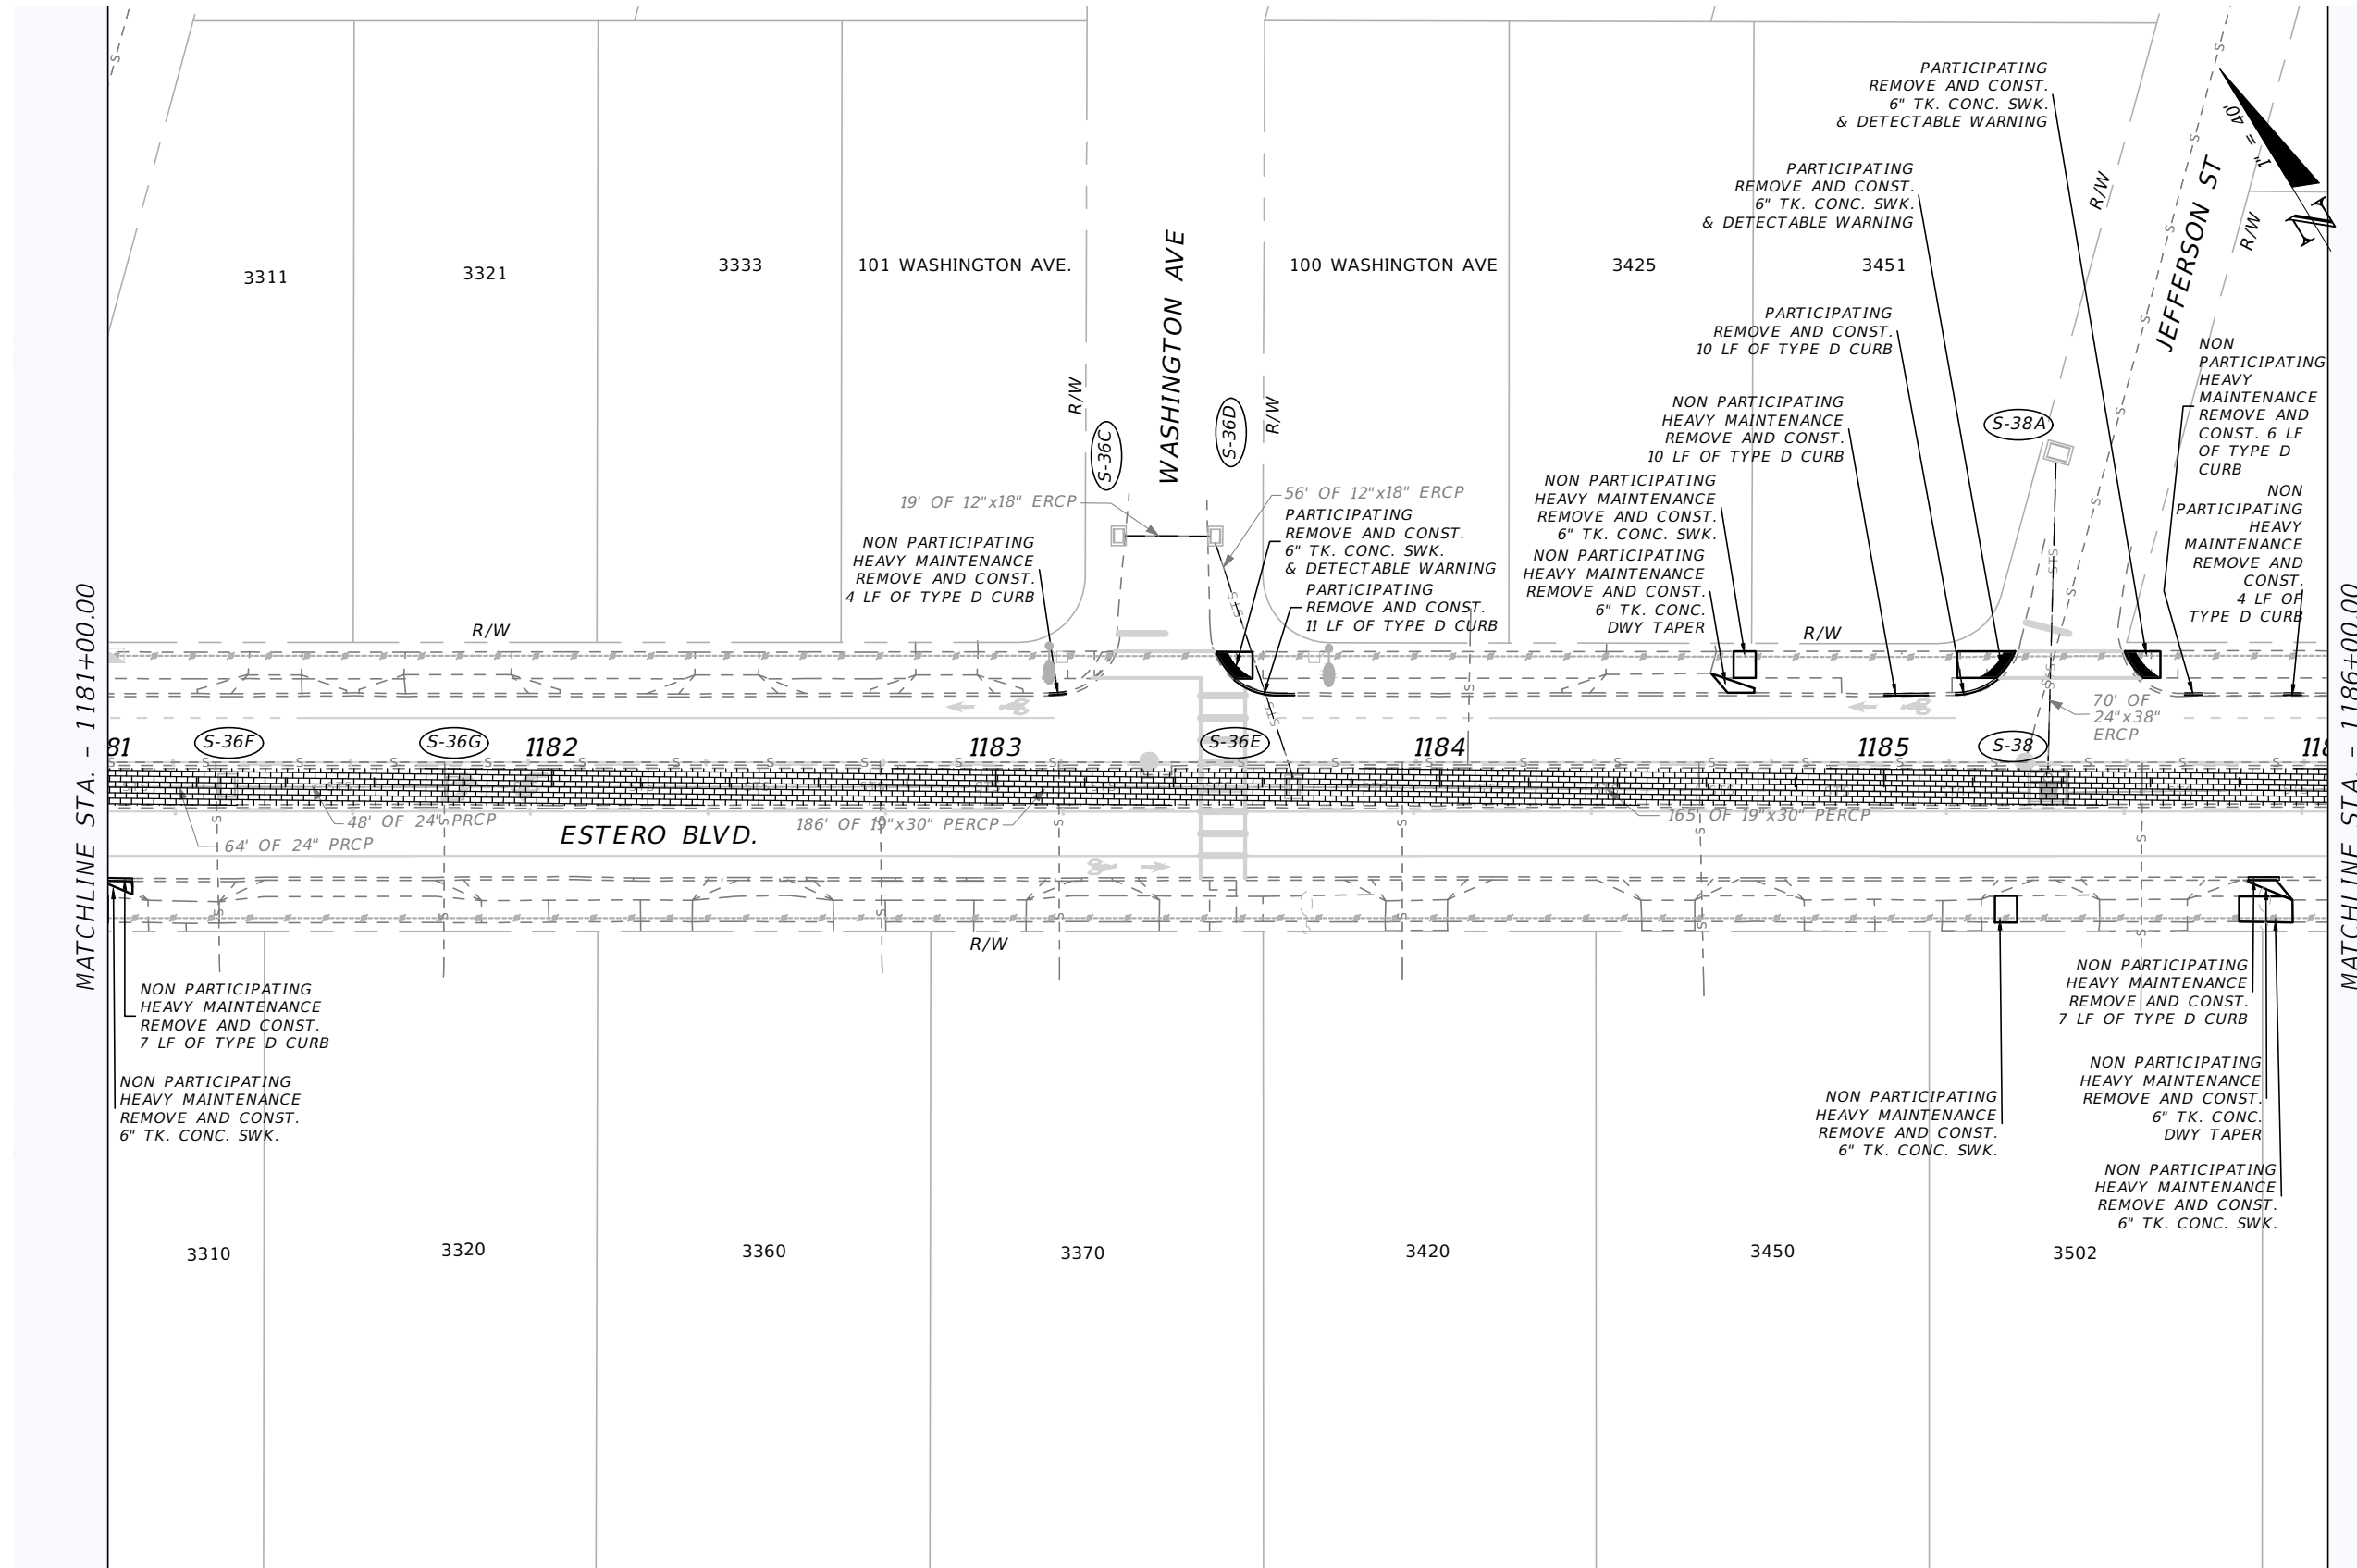 PARTICIPATING
REMOVE AND CONST.
6" TK. CONC. SWK.
& DETECTABLE WARNING
1" = 40'
N
PARTICIPATING
REMOVE AND CONST.
6" TK. CONC. SWK.
& DETECTABLE WARNING
R/W
JEFFERSON ST
R/W
3311
3321
3333
101 WASHINGTON AVE.
WASHINGTON AVE
100 WASHINGTON AVE
3425
3451
PARTICIPATING
REMOVE AND CONST.
10 LF OF TYPE D CURB
NON
PARTICIPATING
HEAVY
MAINTENANCE
REMOVE AND
CONST. 6 LF
OF TYPE D
CURB
R/W
S-36C
S-36D
R/W
NON PARTICIPATING
HEAVY MAINTENANCE
REMOVE AND CONST.
10 LF OF TYPE D CURB
S-38A
19' OF 12"x18" ERCP
56' OF 12"x18" ERCP
NON PARTICIPATING
HEAVY MAINTENANCE
REMOVE AND CONST.
6" TK. CONC. SWK.
NON
PARTICIPATING
HEAVY
MAINTENANCE
REMOVE AND
CONST.
4 LF OF
TYPE D CURB
PARTICIPATING
REMOVE AND CONST.
6" TK. CONC. SWK.
& DETECTABLE WARNING
NON PARTICIPATING
HEAVY MAINTENANCE
REMOVE AND CONST.
4 LF OF TYPE D CURB
NON PARTICIPATING
HEAVY MAINTENANCE
REMOVE AND CONST.
6" TK. CONC.
DWY TAPER
PARTICIPATING
REMOVE AND CONST.
11 LF OF TYPE D CURB
R/W
R/W
MATCHLINE STA. - 1181+00.00
MATCHLINE STA. - 1186+00.00
70' OF
24"x38"
ERCP
81
S-36F
S-36G
1182
1183
S-36E
1184
1185
S-38
118
48' OF 24" PRCP
64' OF 24" PRCP
ESTERO BLVD.
186' OF 19"x30" PERCP
165' OF 19"x30" PERCP
R/W
NON PARTICIPATING
HEAVY MAINTENANCE
REMOVE AND CONST.
7 LF OF TYPE D CURB
NON PARTICIPATING
HEAVY MAINTENANCE
REMOVE AND CONST.
7 LF OF TYPE D CURB
NON PARTICIPATING
HEAVY MAINTENANCE
REMOVE AND CONST.
6" TK. CONC. SWK.
NON PARTICIPATING
HEAVY MAINTENANCE
REMOVE AND CONST.
6" TK. CONC. SWK.
NON PARTICIPATING
HEAVY MAINTENANCE
REMOVE AND CONST.
6" TK. CONC.
DWY TAPER
NON PARTICIPATING
HEAVY MAINTENANCE
REMOVE AND CONST.
6" TK. CONC. SWK.
3310
3320
3360
3370
3420
3450
3502